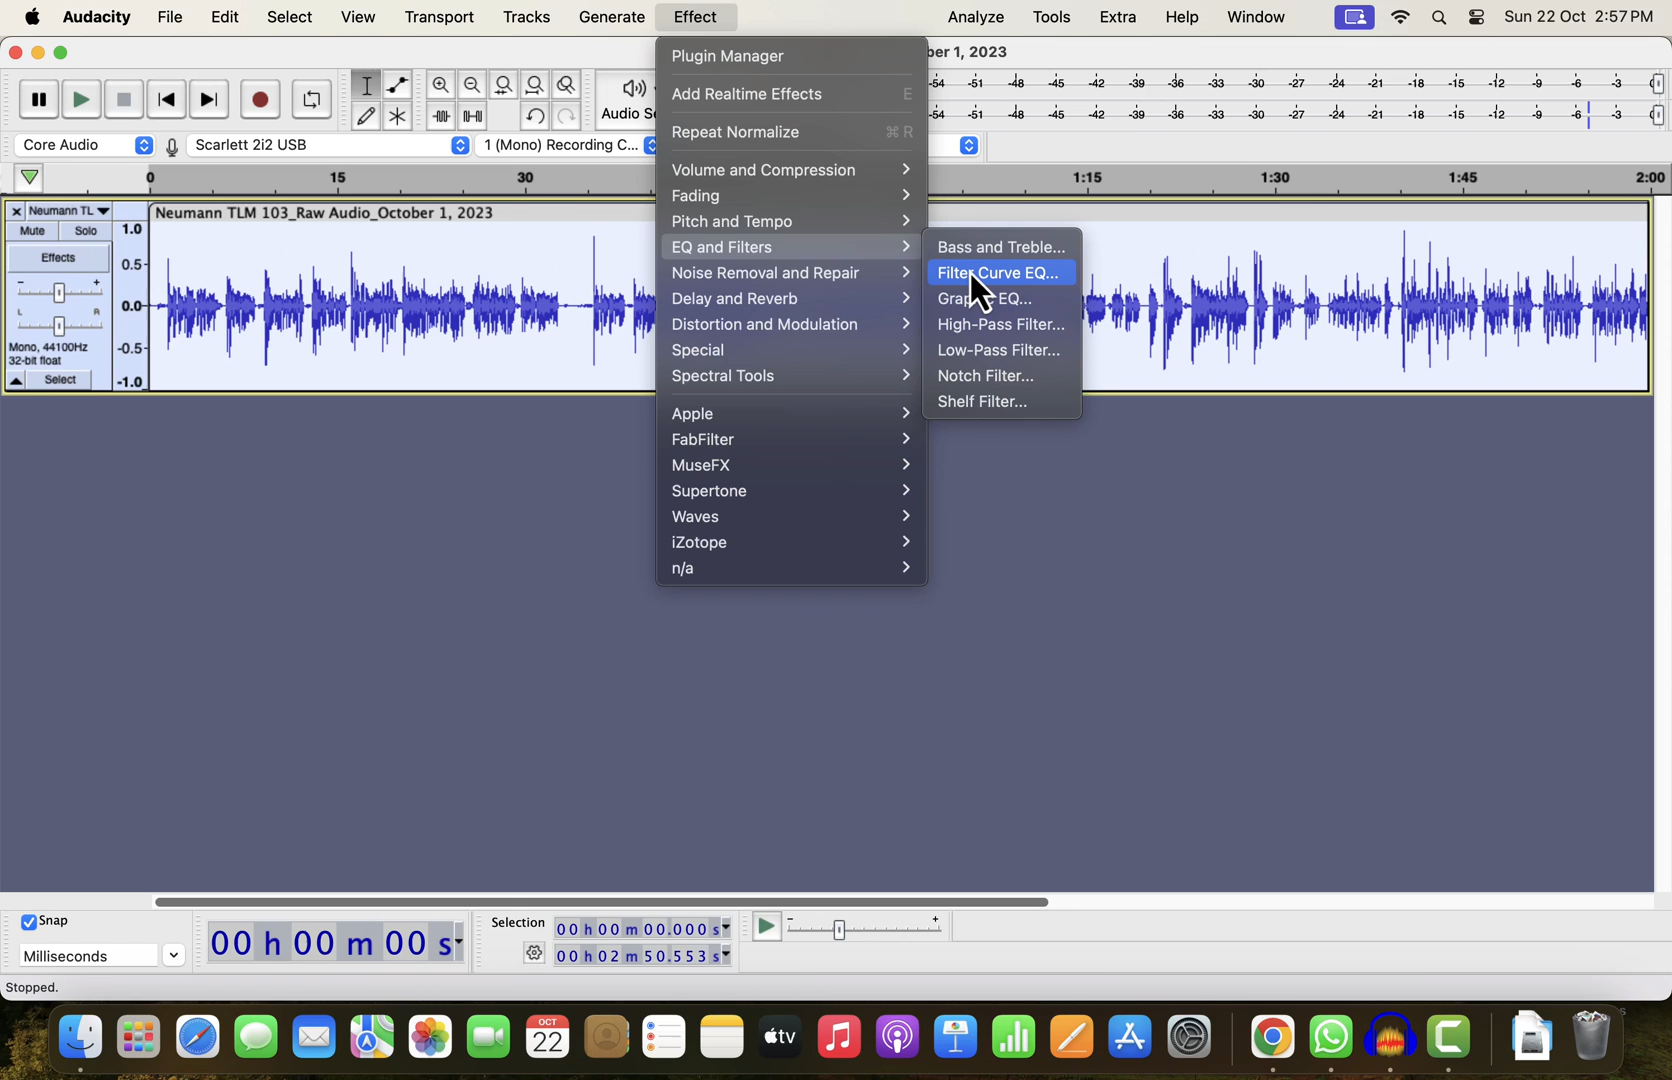 Audacity File Edit Select View Transport Tracks Generate Effect Analyze Tools Extra Help Window Sun 22 Oct 2:57 PM
ber 1, 2023
Plugin Manager
Add Realtime Effects E
Repeat Normalize ⌘ R
Volume and Compression
Fading
Pitch and Tempo
EQ and Filters
Noise Removal and Repair
Delay and Reverb
Distortion and Modulation
Special
Spectral Tools
Apple
FabFilter
MuseFX
Supertone
Waves
iZotope
n/a
Bass and Treble...
Filter Curve EQ...
EQ...
High-Pass Filter...
Low-Pass Filter...
Notch Filter...
Shelf Filter...
Audio Se
-54 -51 -48 -45 -42 -39 -36 -33 -30 -27 -24 -21 -18 -15 -12 -9 -6 -3
-54 -51 -48 -45 -42 -39 -36 -33 -30 -27 -24 -21 -18 -15 -12 -9 -6 -3
Core Audio Scarlett 2i2 USB 1 (Mono) Recording C...
0 15 30 1:15 1:30 1:45 2:00
Neumann TL
Mute Solo
Effects
- +
L R
Mono, 44100Hz
32-bit float
Select
1.0
0.5
0.0
-0.5
-1.0
Neumann TLM 103_Raw Audio_October 1, 2023
Snap
Milliseconds
00 h 00 m 00 s
Selection
00 h 00 m 00.000 s
00 h 02 m 50.553 s
- +
Stopped.
OCT
22
tv